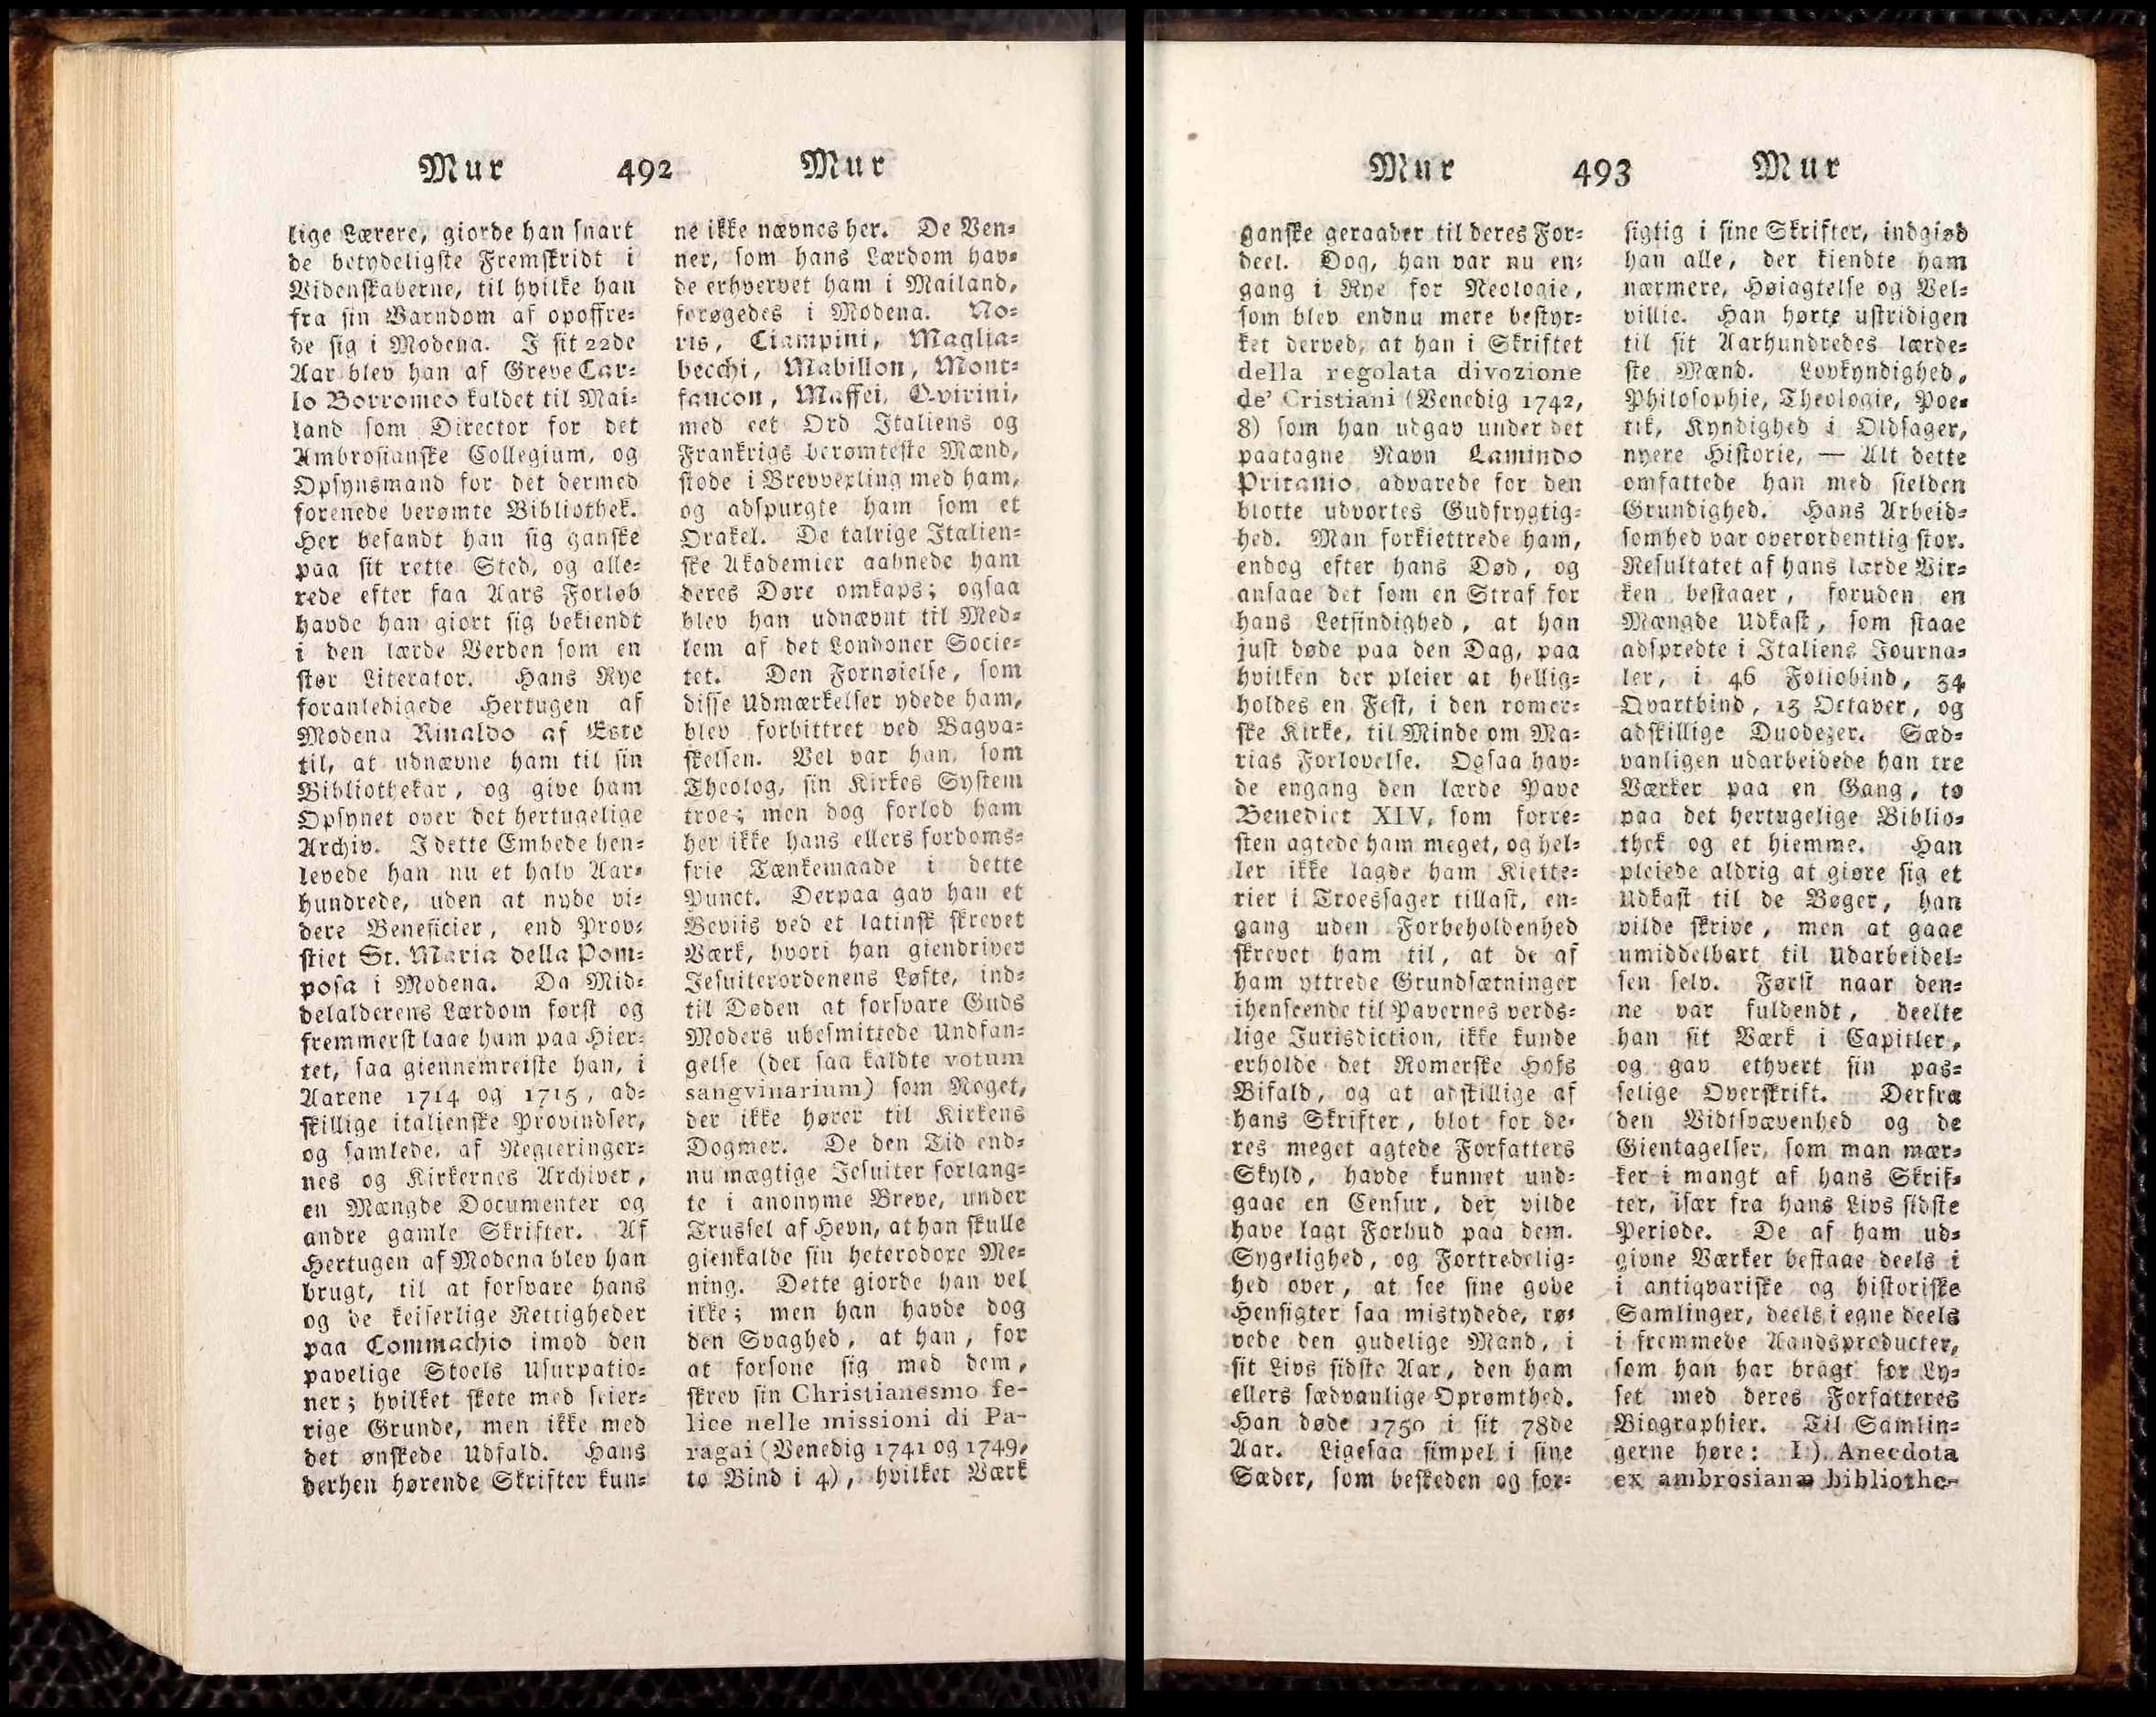 Mur 492 Mur
lige Lærere, giorde han snart
de betydeligste Fremskridt i
Videnskaberne, til hvilke han
fra sin Barndom af opoffre-
de sig i Modena. I sit 22de
Aar blev han af Greve Car-
lo Borromeo kaldet til Mai-
land som Director for det
Ambrosianske Collegium, og
Opsynsmand for det dermed
forenede berømte Bibliothek.
Her befandt han sig ganske
paa sit rette Sted, og alle-
rede efter faa Aars Forløb
havde han giort sig bekiendt
i den lærde Verden som en
stor Literator. Hans Rye
foranledigede Hertugen af
Modena Rinaldo af Este
til, at udnævne ham til sin
Bibliothekar, og give ham
Opsynet over det hertugelige
Archiv. I dette Embede hen-
levede han nu et halv Aar-
hundrede, uden at nyde vi-
dere Beneficier, end Prov-
stiet St. Maria della Pom-
posa i Modena. Da Mid-
delalderens Lærdom først og
fremmerst laae ham paa Hier-
tet, saa giennemreiste han, i
Aarene 1714 og 1715, ad-
skillige italienske Provindser,
og samlede, af Regieringer-
nes og Kirkernes Archiver,
en Mængde Documenter og
andre gamle Skrifter. Af
Hertugen af Modena blev han
brugt, til at forsvare hans
og de keiserlige Rettigheder
paa Commachio imod den
pavelige Stoels Usurpatio-
ner; hvilket skete med seier-
rige Grunde, men ikke med
det ønskede Udfald. Hans
derhen hørende Skrifter kun-
ne ikke nævnes her. De Ven-
ner, som hans Lærdom hav-
de erhvervet ham i Mailand,
forøgedes i Modena. No-
ris, Ciampini, Maglia-
becchi, Mabillon, Mont-
faucon, Maffei, Qvirini,
med eet Ord Italiens og
Frankrigs berømteste Mænd,
stode i Brevvexling med ham,
og adspurgte ham som et
Orakel. De talrige Italien-
ske Akademier aabnede ham
deres Døre omkaps; ogsaa
blev han udnævnt til Med-
lem af det Londoner Socie-
tet. Den Fornøielse, som
disse Udmærkelser ydede ham,
blev forbittret ved Bagva-
skelsen. Vel var han, som
Theolog, sin Kirkes System
troe; men dog forlod ham
her ikke hans ellers fordoms-
frie Tænkemaade i dette
Punct. Derpaa gav han et
Beviis ved et latinsk skrevet
Værk, hvori han giendriver
Jesuiterordenens Løfte, ind-
til Døden at forsvare Guds
Moders ubesmittede Undfan-
gelse (det saa kaldte votum
sangvinarium) som Noget,
der ikke hører til Kirkens
Dogmer. De den Tid end-
nu mægtige Jesuiter forlang-
te i anonyme Breve, under
Trussel af Hevn, at han skulle
gienkalde sin heterodoxe Me-
ning. Dette giorde han vel
ikke; men han havde dog
den Svaghed, at han, for
at forsone sig med dem,
skrev sin Christianesmo fe-
lice nelle missioni di Pa-
ragai (Venedig 1741 og 1749,
to Bind i 4), hvilket Værk
Mur 493 Mur
ganske geraader til deres For-
deel. Dog, han var nu en-
gang i Rye for Neologie,
som blev endnu mere bestyr-
ket derved, at han i Skriftet
della regolata divozione
de' Cristiani (Venedig 1742,
8) som han udgav under det
paatagne Navn Lamindo
Pritanio, advarede for den
blotte udvortes Gudfrygtig-
hed. Man forkiettrede ham,
endog efter hans Død, og
ansaae det som en Straf for
hans Letsindighed, at han
just døde paa den Dag, paa
hvilken der pleier at hellig-
holdes en Fest, i den romer-
ske Kirke, til Minde om Ma-
rias Forlovelse. Ogsaa hav-
de engang den lærde Pave
Benedict XIV, som forre-
sten agtede ham meget, og hel-
ler ikke lagde ham Kiette-
rier i Troessager tillast, en-
gang uden Forbeholdenhed
skrevet ham til, at de af
ham yttrede Grundsætninger
ihenseende til Pavernes verds-
lige Jurisdiction, ikke kunde
erholde det Romerske Hofs
Bifald, og at adskillige af
hans Skrifter, blot for de-
res meget agtede Forfatters
Skyld, havde kunnet und-
gaae en Censur, der vilde
have lagt Forbud paa dem.
Sygelighed, og Fortredelig-
hed over, at see sine gode
Hensigter saa mistydede, rø-
vede den gudelige Mand, i
sit Livs sidste Aar, den ham
ellers sædvanlige Oprømthed.
Han døde 1750 i sit 78de
Aar. Ligesaa simpel i sine
Sæder, som beskeden og for-
sigtig i sine Skrifter, indgiød
han alle, der kiendte ham
nærmere, Høiagtelse og Vel-
villie. Han hørte ustridigen
til sit Aarhundredes lærde-
ste Mænd. Lovkyndighed,
Philosophie, Theologie, Poe-
tik, Kyndighed i Oldsager,
nyere Historie, — Alt dette
omfattede han med sielden
Grundighed. Hans Arbeid-
somhed var overordentlig stor.
Resultatet af hans lærde Vir-
ken bestaaer, foruden en
Mængde Udkast, som staae
adspredte i Italiens Journa-
ler, i 46 Foliobind, 34
Qvartbind, 13 Octaver, og
adskillige Duodezer. Sæd-
vanligen udarbeidede han tre
Værker paa en Gang, to
paa det hertugelige Biblio-
thek og et hiemme. Han
pleiede aldrig at giøre sig et
Udkast til de Bøger, han
vilde skrive, men at gaae
umiddelbart til Udarbeidel-
sen selv. Først naar den-
ne var fuldendt, deelte
han sit Værk i Capitler,
og gav ethvert sin pas-
selige Overskrift. Derfra
den Vidtsvævenhed og de
Gientagelser, som man mær-
ker i mangt af hans Skrif-
ter, især fra hans Livs sidste
Periode. De af ham ud-
givne Værker bestaae deels i
i antiqvariske og historiske
Samlinger, deels i egne deels
i fremmede Aandsproducter,
som han har bragt for Ly-
set med deres Forfatteres
Biographier. Til Samlin-
gerne høre: I) Anecdota
ex ambrosianæ bibliothe-